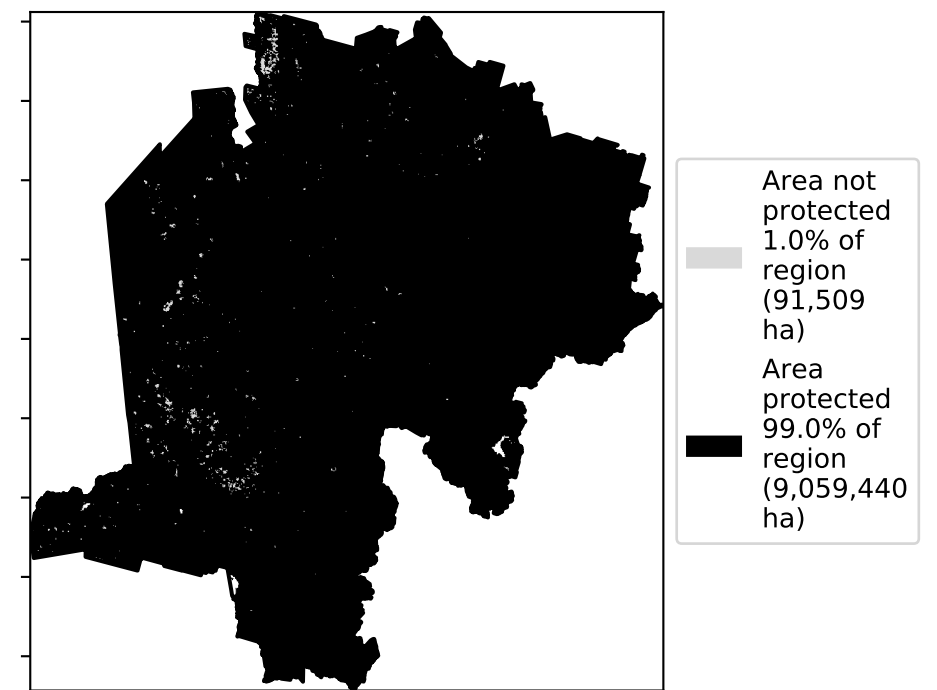 Area not
protected
1.0% of
region
(91,509
ha)
Area
protected
99.0% of
region
(9,059,440
ha)